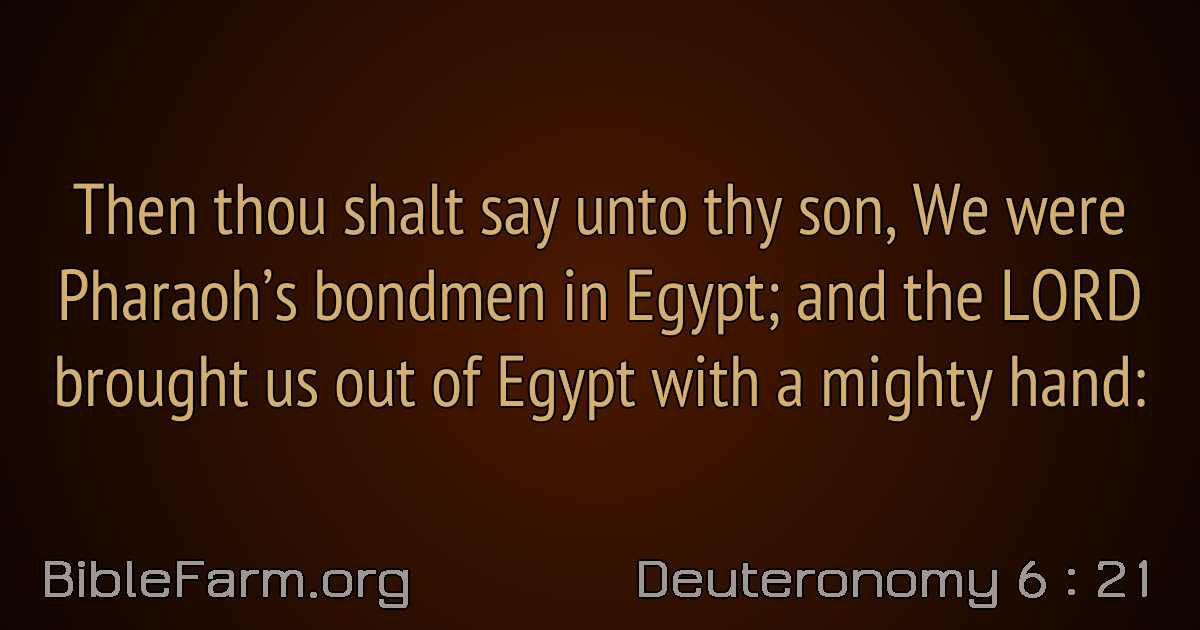 Then thou shalt say unto thy son, We were
Pharaoh’s bondmen in Egypt; and the LORD
brought us out of Egypt with a mighty hand:
BibleFarm.org
Deuteronomy 6 : 21